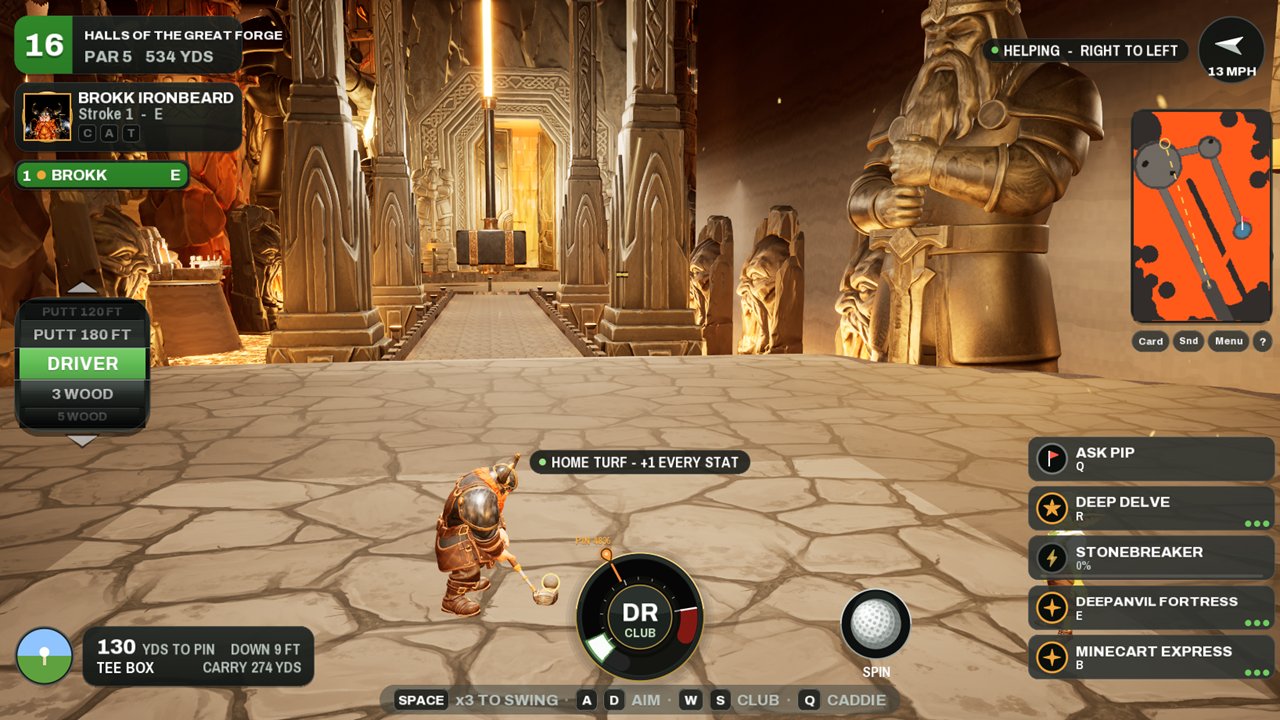 16
HALLS OF THE GREAT FORGE
PAR 5 534 YDS
BROKK IRONBEARD
Stroke 1 - E
C A T
1 BROKK E
HELPING - RIGHT TO LEFT
13 MPH
Card Snd Menu ?
PUTT 120 FT
PUTT 180 FT
DRIVER
3 WOOD
5 WOOD
HOME TURF - +1 EVERY STAT
ASK PIP
Q
DEEP DELVE
R
STONEBREAKER
0%
DEEPANVIL FORTRESS
E
MINECART EXPRESS
B
DR
CLUB
SPIN
130 YDS TO PIN DOWN 9 FT
TEE BOX CARRY 274 YDS
SPACE x3 TO SWING · A D AIM · W S CLUB · Q CADDIE